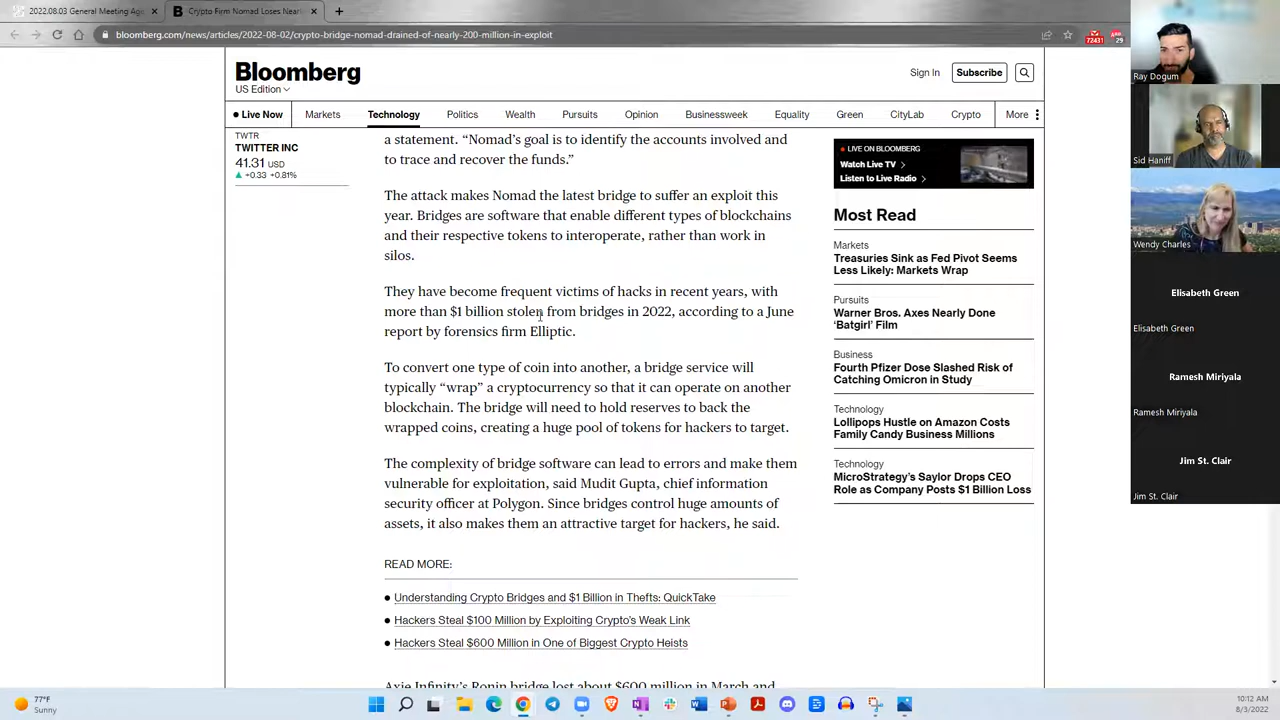 2022.08.03 General Meeting Age
Crypto Firm Nomad Loses Nearl
bloomberg.com/news/articles/2022-08-02/crypto-bridge-nomad-drained-of-nearly-200-million-in-exploit
72431
29
Bloomberg
US Edition
Sign In
Subscribe
Live Now
Markets
Technology
Politics
Wealth
Pursuits
Opinion
Businessweek
Equality
Green
CityLab
Crypto
More
TWTR
TWITTER INC
41.31 USD
+0.33 +0.81%
a statement. “Nomad’s goal is to identify the accounts involved and
to trace and recover the funds.”
The attack makes Nomad the latest bridge to suffer an exploit this
year. Bridges are software that enable different types of blockchains
and their respective tokens to interoperate, rather than work in
silos.
They have become frequent victims of hacks in recent years, with
more than $1 billion stolen from bridges in 2022, according to a June
report by forensics firm Elliptic.
To convert one type of coin into another, a bridge service will
typically “wrap” a cryptocurrency so that it can operate on another
blockchain. The bridge will need to hold reserves to back the
wrapped coins, creating a huge pool of tokens for hackers to target.
The complexity of bridge software can lead to errors and make them
vulnerable for exploitation, said Mudit Gupta, chief information
security officer at Polygon. Since bridges control huge amounts of
assets, it also makes them an attractive target for hackers, he said.
READ MORE:
Understanding Crypto Bridges and $1 Billion in Thefts: QuickTake
Hackers Steal $100 Million by Exploiting Crypto’s Weak Link
Hackers Steal $600 Million in One of Biggest Crypto Heists
Axie Infinity’s Ronin bridge lost about $600 million in March and
LIVE ON BLOOMBERG
Watch Live TV
Listen to Live Radio
Most Read
Markets
Treasuries Sink as Fed Pivot Seems
Less Likely: Markets Wrap
Pursuits
Warner Bros. Axes Nearly Done
‘Batgirl’ Film
Business
Fourth Pfizer Dose Slashed Risk of
Catching Omicron in Study
Technology
Lollipops Hustle on Amazon Costs
Family Candy Business Millions
Technology
MicroStrategy’s Saylor Drops CEO
Role as Company Posts $1 Billion Loss
Ray Dogum
Sid Haniff
Wendy Charles
Elisabeth Green
Elisabeth Green
Ramesh Miriyala
Ramesh Miriyala
Jim St. Clair
Jim St. Clair
77°F
Sunny
10:12 AM
8/3/2022